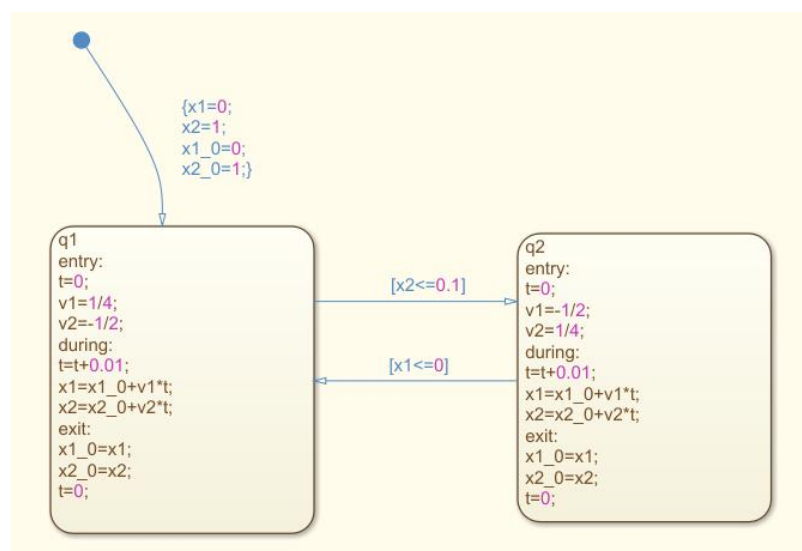 {x1=0;
x2=1;
x1_0=0;
x2_0=1;}
q1
entry:
t=0;
v1=1/4;
v2=-1/2;
during:
t=t+0.01;
x1=x1_0+v1*t;
x2=x2_0+v2*t;
exit:
x1_0=x1;
x2_0=x2;
t=0;
[x2<=0.1]
[x1<=0]
q2
entry:
t=0;
v1=-1/2;
v2=1/4;
during:
t=t+0.01;
x1=x1_0+v1*t;
x2=x2_0+v2*t;
exit:
x1_0=x1;
x2_0=x2;
t=0;